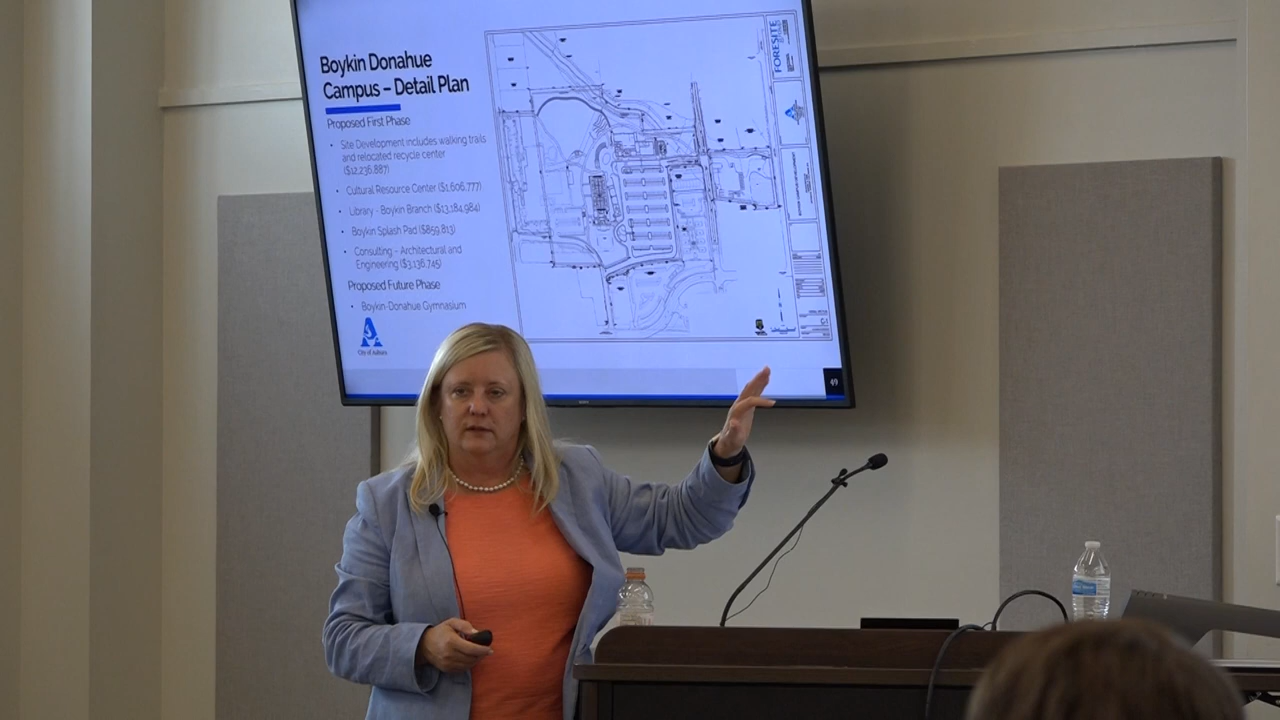 Boykin Donahue
Campus – Detail Plan
Proposed First Phase
• Site Development includes walking trails
and relocated recycle center
($12,236,887)
• Cultural Resource Center ($1,606,777)
• Library - Boykin Branch ($13,184,984)
• Boykin Splash Pad ($859,813)
• Consulting – Architectural and
Engineering ($3,136,745)
Proposed Future Phase
• Boykin-Donahue Gymnasium
City of Auburn
FORESITE
49